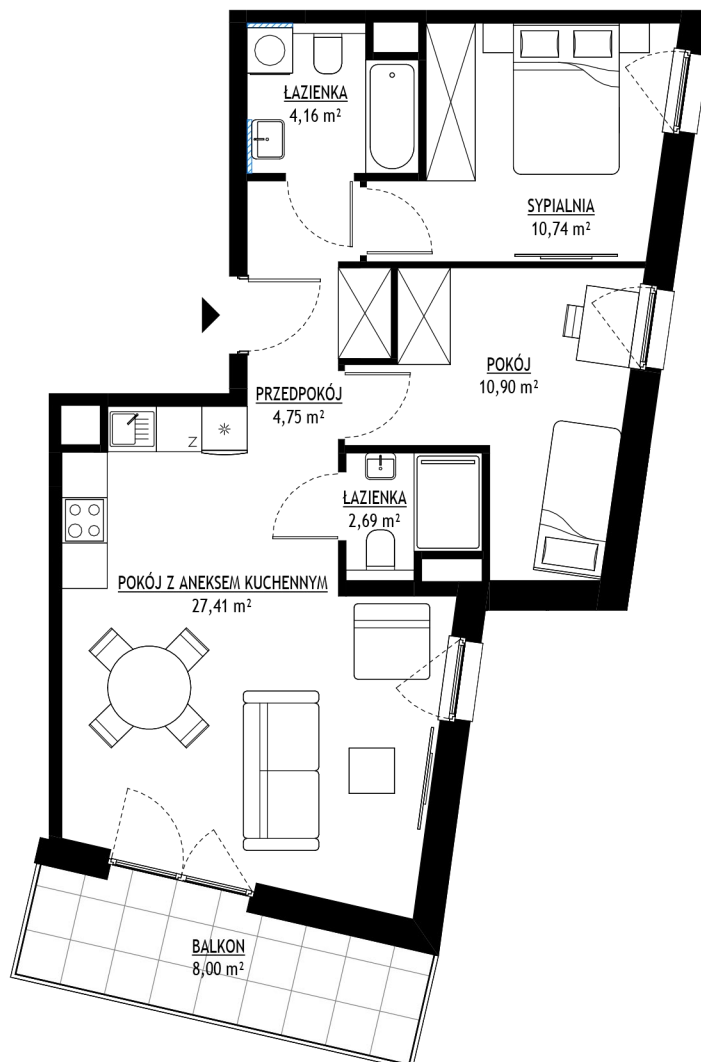 ŁAZIENKA
4,16 m²
SYPIALNIA
10,74 m²
POKÓJ
10,90 m²
PRZEDPOKÓJ
4,75 m²
Z
ŁAZIENKA
2,69 m²
POKÓJ Z ANEKSEM KUCHENNYM
27,41 m²
BALKON
8,00 m²